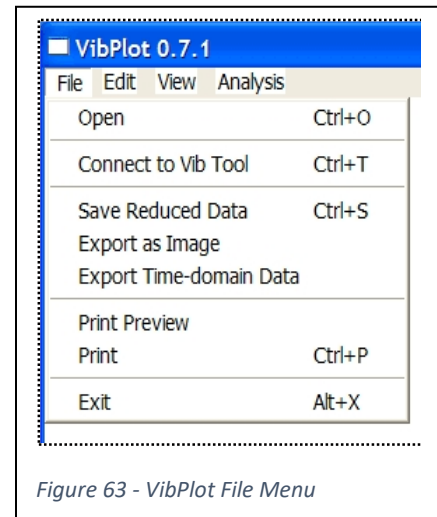 VibPlot 0.7.1
File Edit View Analysis
Open Ctrl+O
Connect to Vib Tool Ctrl+T
Save Reduced Data Ctrl+S
Export as Image
Export Time-domain Data
Print Preview
Print Ctrl+P
Exit Alt+X
Figure 63 - VibPlot File Menu